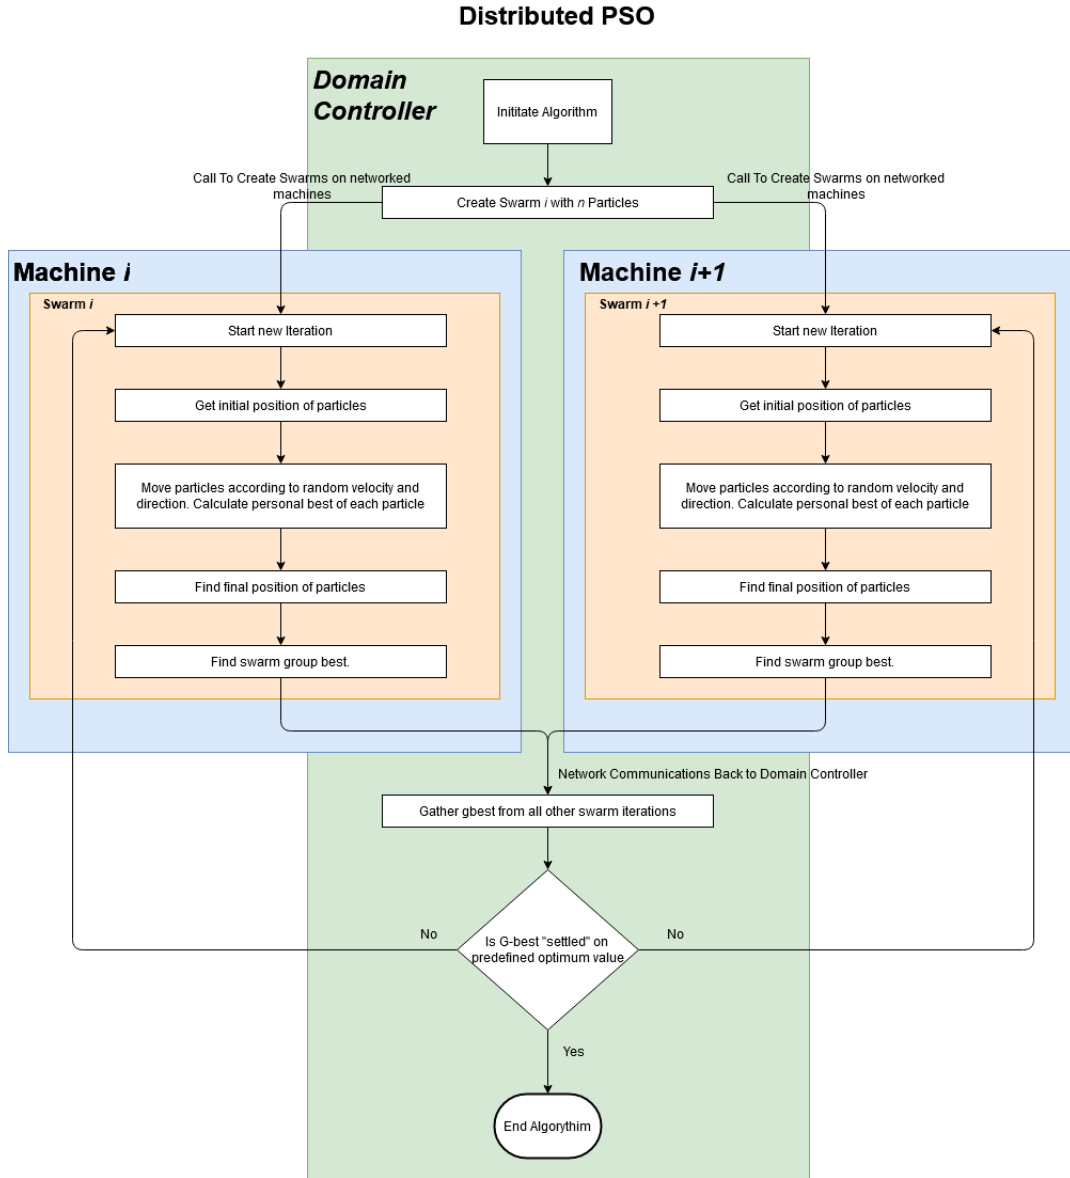 Distributed PSO
Domain
Controller
Inititate Algorithm
Call To Create Swarms on networked
machines
Call To Create Swarms on networked
machines
Create Swarm i with n Particles
Machine i
Swarm i
Start new Iteration
Get initial position of particles
Move particles according to random velocity and
direction. Calculate personal best of each particle
Find final position of particles
Find swarm group best.
Machine i+1
Swarm i +1
Start new Iteration
Get initial position of particles
Move particles according to random velocity and
direction. Calculate personal best of each particle
Find final position of particles
Find swarm group best.
Network Communications Back to Domain Controller
Gather gbest from all other swarm iterations
No
Is G-best "settled" on
predefined optimum value
No
Yes
End Algorythim